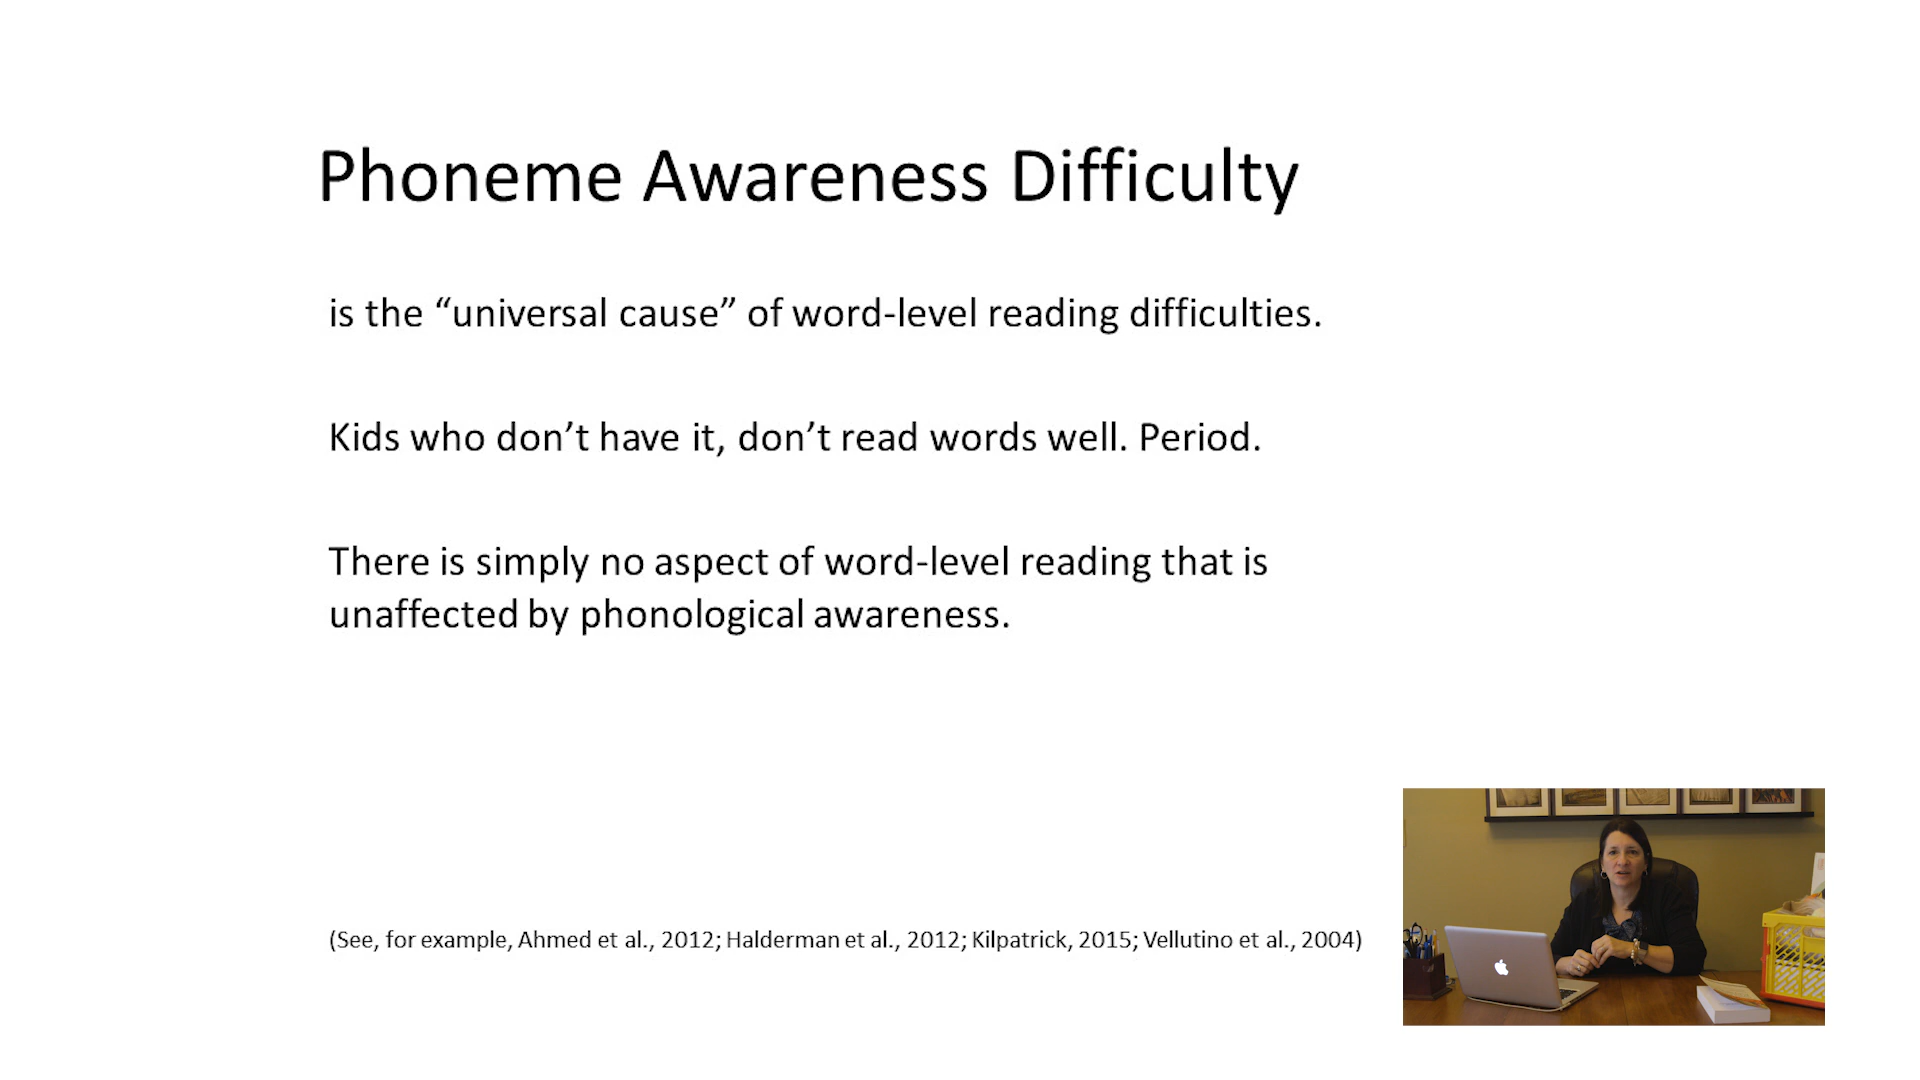 Phoneme Awareness Difficulty
is the “universal cause” of word-level reading difficulties.
Kids who don’t have it, don’t read words well. Period.
There is simply no aspect of word-level reading that is
unaffected by phonological awareness.
(See, for example, Ahmed et al., 2012; Halderman et al., 2012; Kilpatrick, 2015; Vellutino et al., 2004)